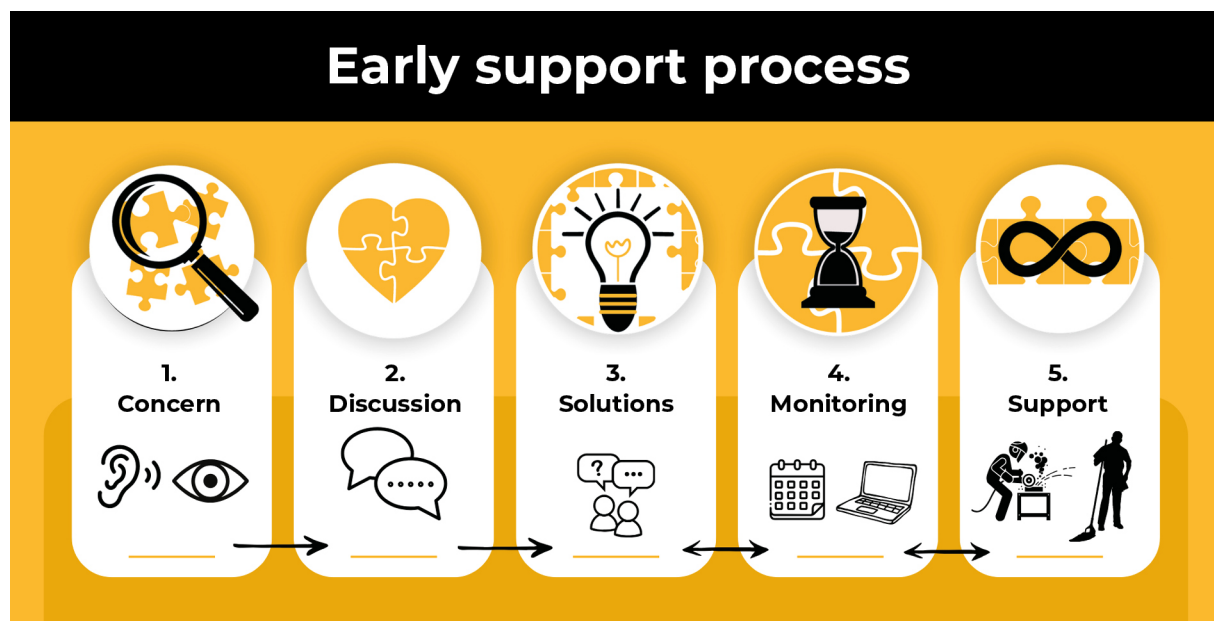 Early support process
1.
Concern
2.
Discussion
3.
Solutions
?
4.
Monitoring
5.
Support